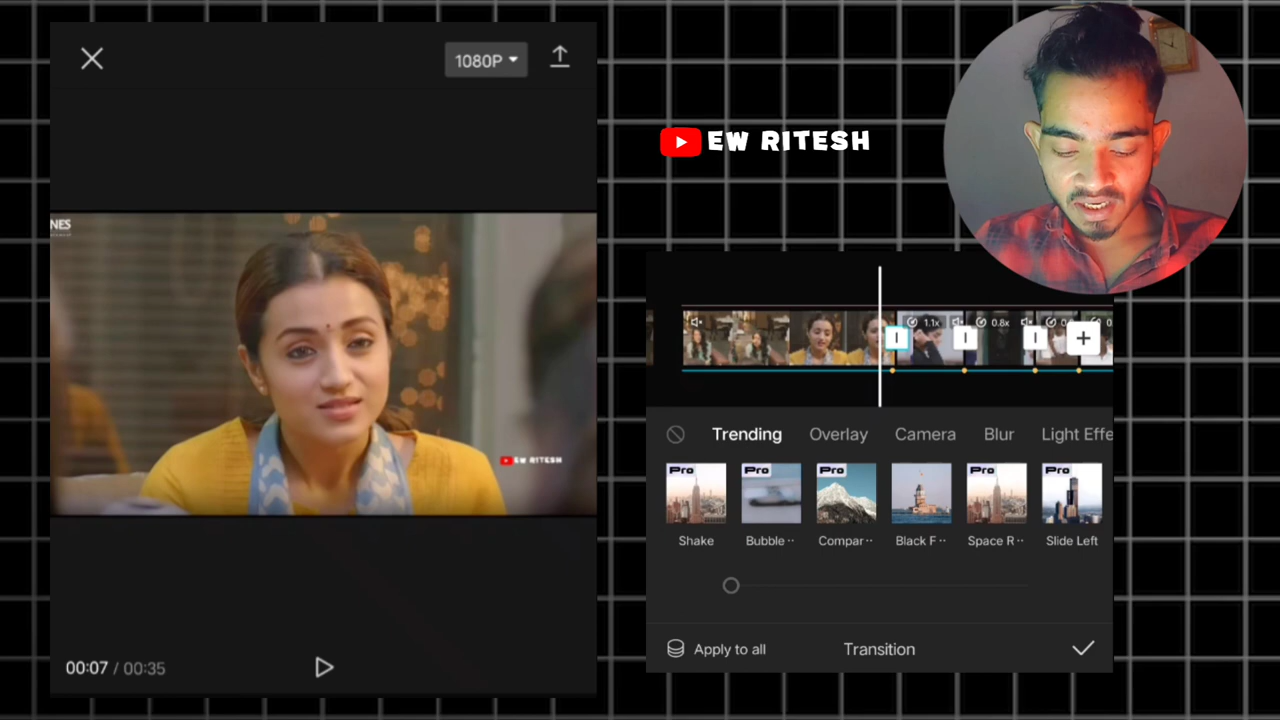 1080P
NES
EW RITESH
00:07 / 00:35
EW RITESH
1.1x
0.8x
Trending Overlay Camera Blur Light Effe
Pro Pro Pro Pro Pro
Shake Bubble ·· Compar·· Black F ·· Space R ·· Slide Left
Apply to all Transition